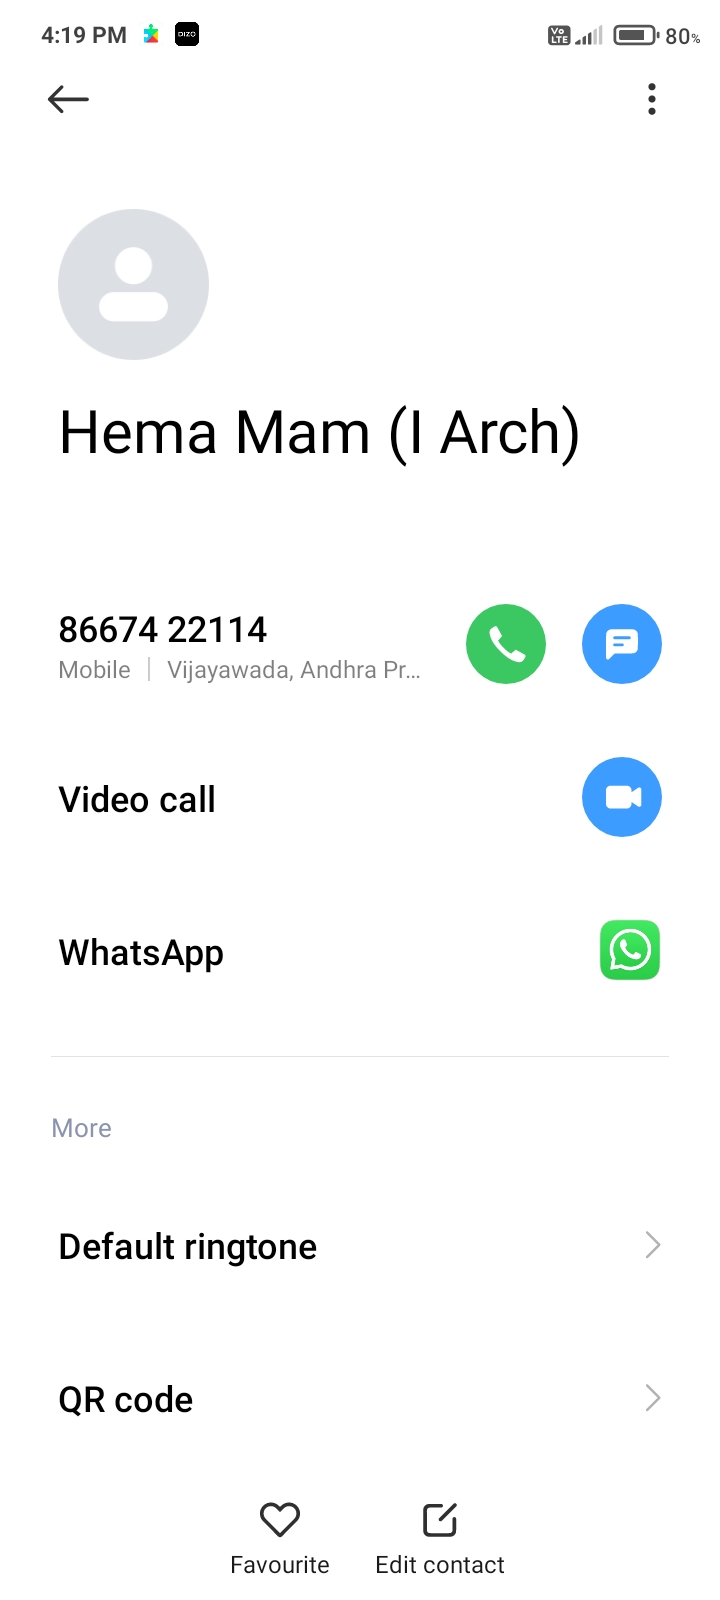 4:19 PM DIZO Vo LTE 80%
Hema Mam (I Arch)
86674 22114
Mobile | Vijayawada, Andhra Pr...
Video call
WhatsApp
More
Default ringtone
QR code
Favourite Edit contact